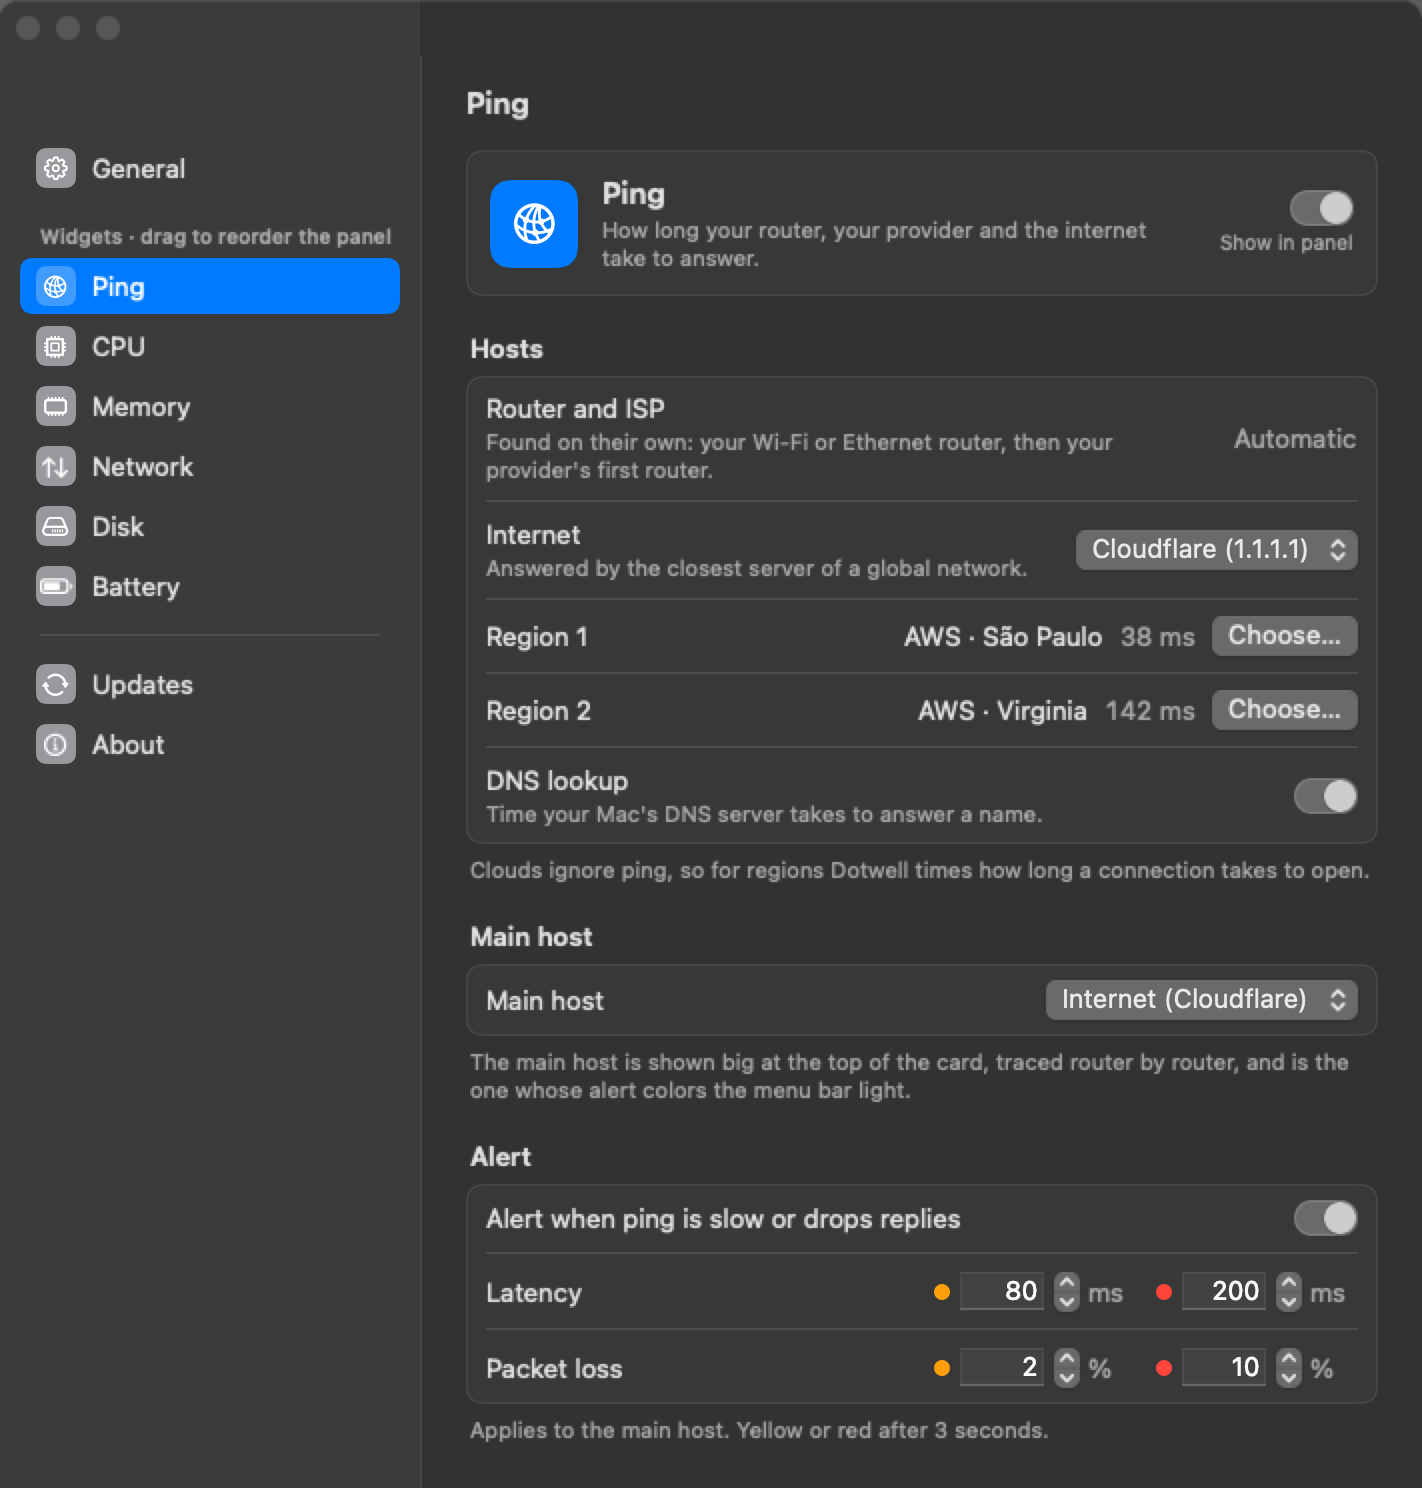 General
Widgets · drag to reorder the panel
Ping
CPU
Memory
Network
Disk
Battery
Updates
About
Ping
Ping
How long your router, your provider and the internet
take to answer.
Show in panel
Hosts
Router and ISP
Found on their own: your Wi-Fi or Ethernet router, then your
provider's first router.
Automatic
Internet
Answered by the closest server of a global network.
Cloudflare (1.1.1.1)
Region 1 AWS · São Paulo 38 ms Choose...
Region 2 AWS · Virginia 142 ms Choose...
DNS lookup
Time your Mac's DNS server takes to answer a name.
Clouds ignore ping, so for regions Dotwell times how long a connection takes to open.
Main host
Main host Internet (Cloudflare)
The main host is shown big at the top of the card, traced router by router, and is the
one whose alert colors the menu bar light.
Alert
Alert when ping is slow or drops replies
Latency 80 ms 200 ms
Packet loss 2 % 10 %
Applies to the main host. Yellow or red after 3 seconds.